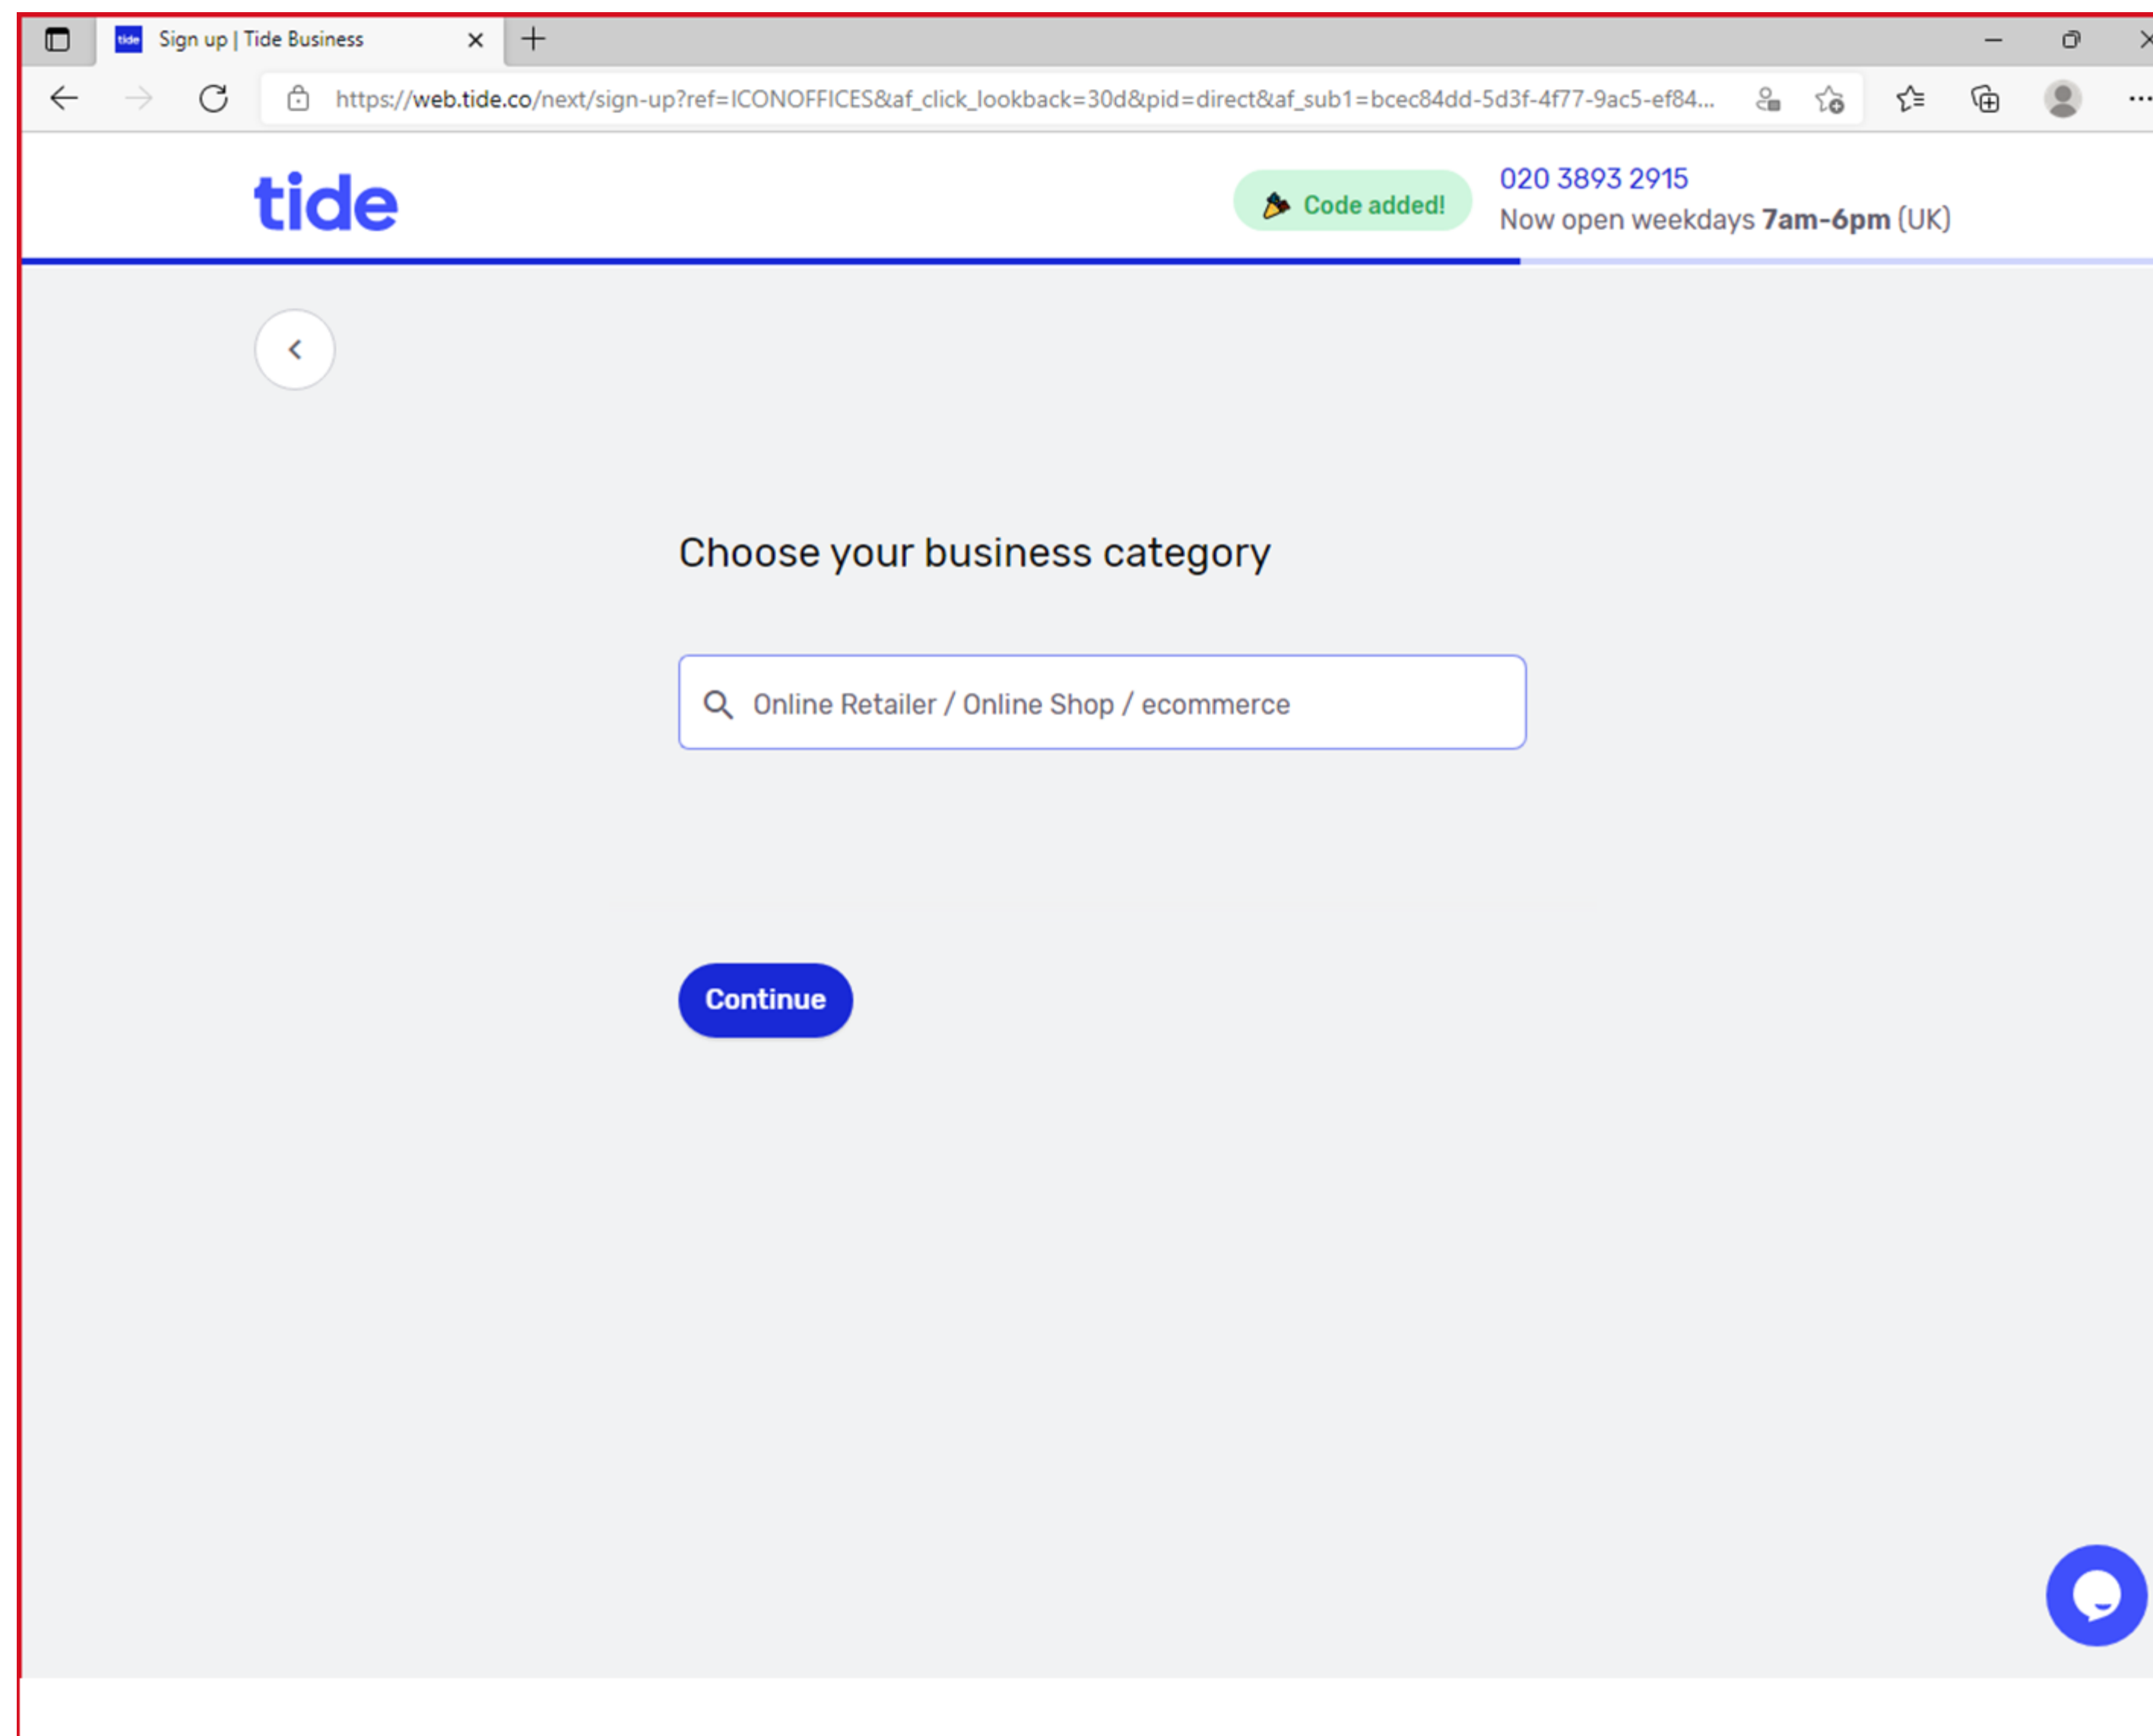 tide Sign up | Tide Business
https://web.tide.co/next/sign-up?ref=ICONOFFICES&af_click_lookback=30d&pid=direct&af_sub1=bcec84dd-5d3f-4f77-9ac5-ef84...
tide
Code added!
020 3893 2915
Now open weekdays 7am-6pm (UK)
Choose your business category
Online Retailer / Online Shop / ecommerce
Continue